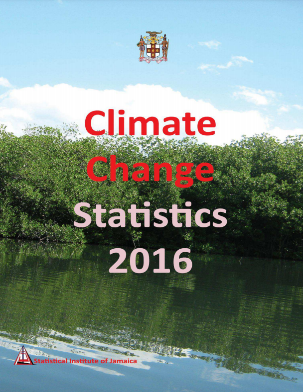 Climate
Change
Statistics
2016
Statistical Institute of Jamaica